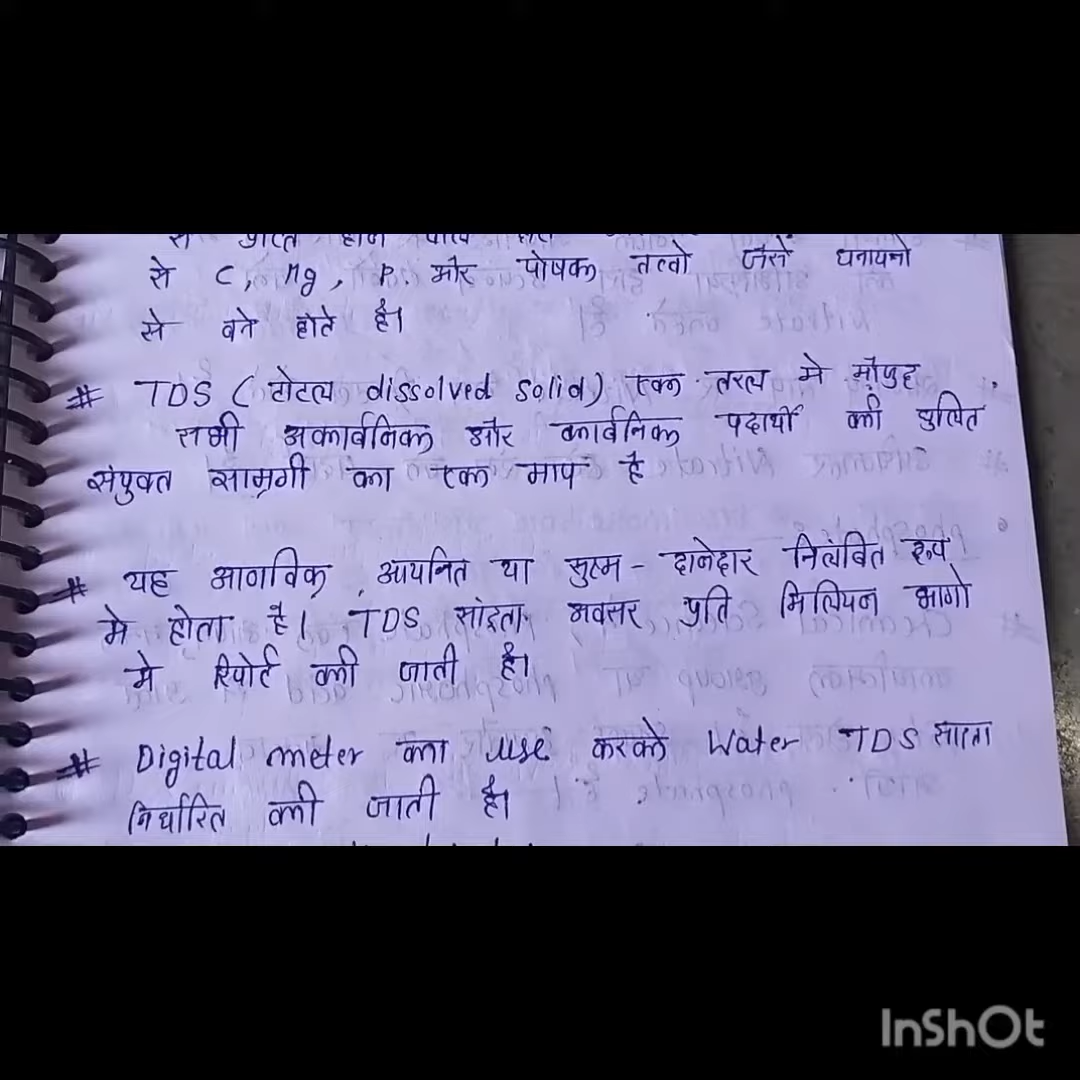 से C, Mg, P. और पोषक तत्वो जैसे धनायनो
से बने होते है।
# TDS ( टोटल dissolved solid) एक तरल मे मौजुद
सभी अकार्बनिक और कार्बनिक पदार्थो की घुलित
संयुक्त सामग्री का एक माप है
# यह आणविक, आयनित या सुक्ष्म - दानेदार निलंबित रूप
मे होता है। TDS सांद्रता अक्सर प्रति मिलियन भागो
मे रिपोर्ट की जाती है।
# Digital meter का use करके Water TDS सांद्रता
निर्धारित की जाती है।
InShOt